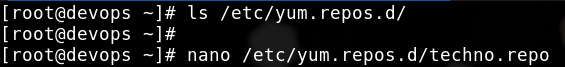 [root@devops ~]# ls /etc/yum.repos.d/
[root@devops ~]#
[root@devops ~]# nano /etc/yum.repos.d/techno.repo